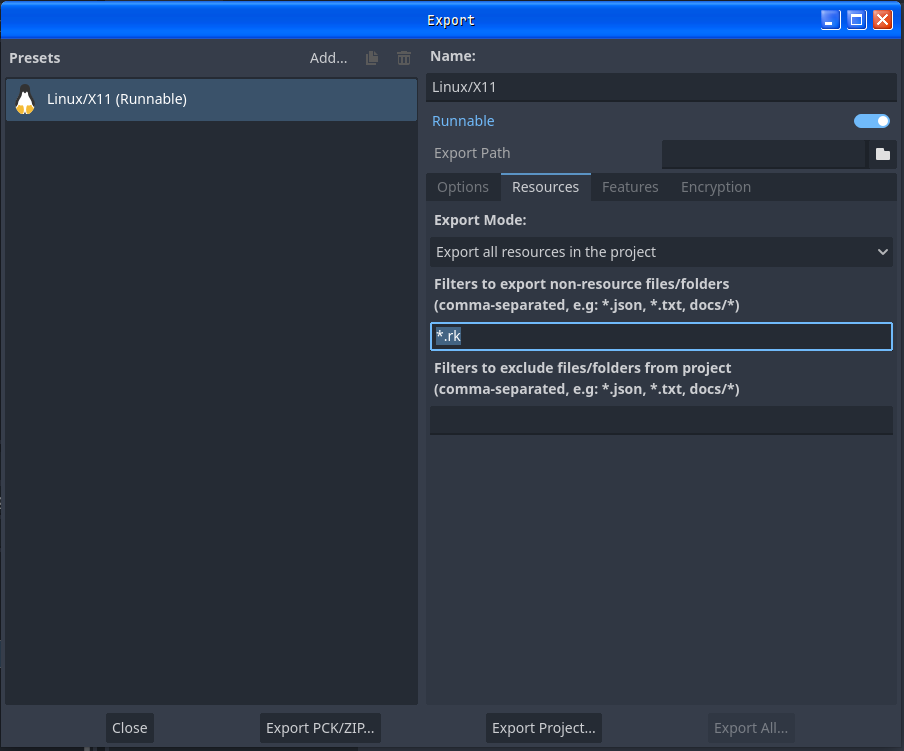 Export
Presets
Add...
Linux/X11 (Runnable)
Name:
Linux/X11
Runnable
Export Path
Options Resources Features Encryption
Export Mode:
Export all resources in the project
Filters to export non-resource files/folders
(comma-separated, e.g: *.json, *.txt, docs/*)
*.rk
Filters to exclude files/folders from project
(comma-separated, e.g: *.json, *.txt, docs/*)
Close Export PCK/ZIP... Export Project... Export All...